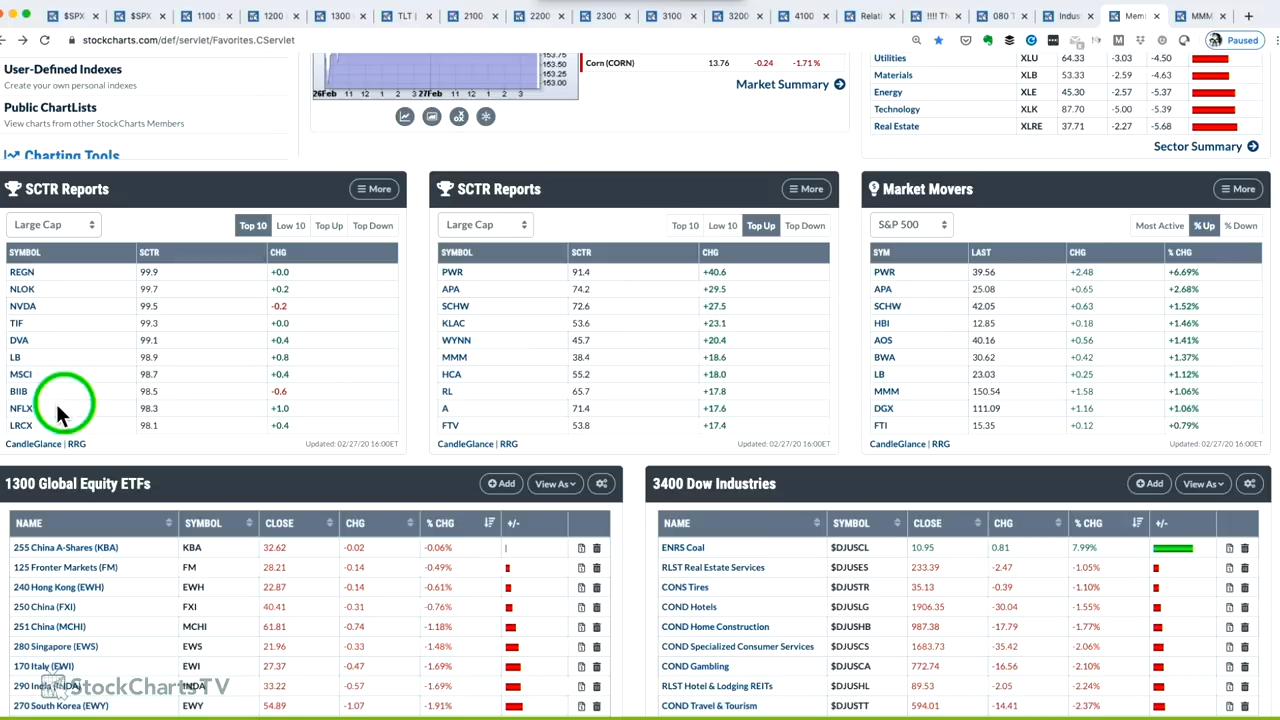 $SPX
$SPX
1100
1200
1300
TLT |
2100
2200
2300
3100
3200
4100
Relati
!!!! Th
080 T
Indus
Mem
MMM
stockcharts.com/def/servlet/Favorites.CServlet
Paused
User-Defined Indexes
Create your own personal indexes
Public ChartLists
View charts from other StockCharts Members
Charting Tools
153.75
153.50
153.25
153.00
26Feb 11 12 1 2 3 27Feb 11 12 1 2 3
Corn (CORN) 13.76 -0.24 -1.71 %
Market Summary
Utilities XLU 64.33 -3.03 -4.50
Materials XLB 53.33 -2.59 -4.63
Energy XLE 45.30 -2.57 -5.37
Technology XLK 87.70 -5.00 -5.39
Real Estate XLRE 37.71 -2.27 -5.68
Sector Summary
SCTR Reports More
Large Cap Top 10 Low 10 Top Up Top Down
SYMBOL SCTR CHG
REGN 99.9 +0.0
NLOK 99.7 +0.2
NVDA 99.5 -0.2
TIF 99.3 +0.0
DVA 99.1 +0.4
LB 98.9 +0.8
MSCI 98.7 +0.4
BIIB 98.5 -0.6
NFLX 98.3 +1.0
LRCX 98.1 +0.4
CandleGlance | RRG Updated: 02/27/20 16:00ET
SCTR Reports More
Large Cap Top 10 Low 10 Top Up Top Down
SYMBOL SCTR CHG
PWR 91.4 +40.6
APA 74.2 +29.5
SCHW 72.6 +27.5
KLAC 53.6 +23.1
WYNN 45.7 +20.4
MMM 38.4 +18.6
HCA 55.2 +18.0
RL 65.7 +17.8
A 71.4 +17.6
FTV 53.8 +17.4
CandleGlance | RRG Updated: 02/27/20 16:00ET
Market Movers More
S&P 500 Most Active % Up % Down
SYM LAST CHG % CHG
PWR 39.56 +2.48 +6.69%
APA 25.08 +0.65 +2.68%
SCHW 42.05 +0.63 +1.52%
HBI 12.85 +0.18 +1.46%
AOS 40.16 +0.56 +1.41%
BWA 30.62 +0.42 +1.37%
LB 23.03 +0.25 +1.12%
MMM 150.54 +1.58 +1.06%
DGX 111.09 +1.16 +1.06%
FTI 15.35 +0.12 +0.79%
CandleGlance | RRG Updated: 02/27/20 16:00ET
1300 Global Equity ETFs Add View As
NAME SYMBOL CLOSE CHG % CHG +/-
255 China A-Shares (KBA) KBA 32.62 -0.02 -0.06%
125 Frontier Markets (FM) FM 28.21 -0.14 -0.49%
240 Hong Kong (EWH) EWH 22.87 -0.14 -0.61%
250 China (FXI) FXI 40.41 -0.31 -0.76%
251 China (MCHI) MCHI 61.81 -0.74 -1.18%
280 Singapore (EWS) EWS 21.96 -0.33 -1.48%
170 Italy (EWI) EWI 27.37 -0.47 -1.69%
290 India (INDA) INDA 33.22 -0.57 -1.69%
270 South Korea (EWY) EWY 54.89 -1.07 -1.91%
StockChartsTV
3400 Dow Industries Add View As
NAME SYMBOL CLOSE CHG % CHG +/-
ENRS Coal $DJUSCL 10.95 0.81 7.99%
RLST Real Estate Services $DJUSES 233.39 -2.47 -1.05%
CONS Tires $DJUSTR 35.13 -0.39 -1.10%
COND Hotels $DJUSLG 1906.35 -30.04 -1.55%
COND Home Construction $DJUSHB 987.38 -17.79 -1.77%
COND Specialized Consumer Services $DJUSCS 1683.73 -35.42 -2.06%
COND Gambling $DJUSCA 772.74 -16.56 -2.10%
RLST Hotel & Lodging REITs $DJUSHL 89.53 -2.05 -2.24%
COND Travel & Tourism $DJUSTT 594.01 -14.41 -2.37%